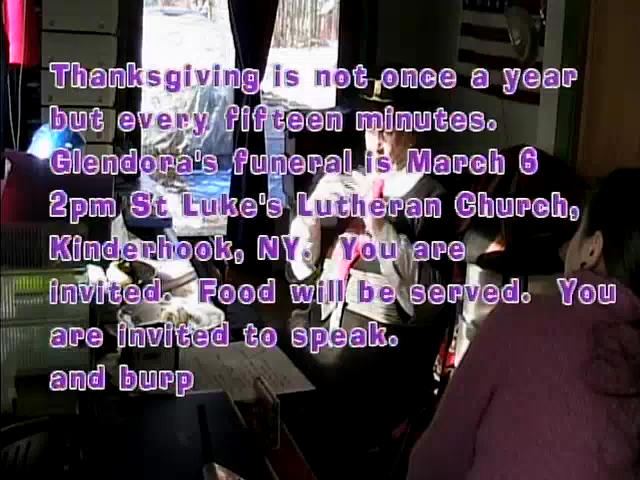 Thanksgiving is not once a year
but every fifteen minutes.
Glendora's funeral is March 6
2pm St Luke's Lutheran Church,
Kinderhook, NY.  You are
invited.  Food will be served.  You
are invited to speak.
and burp